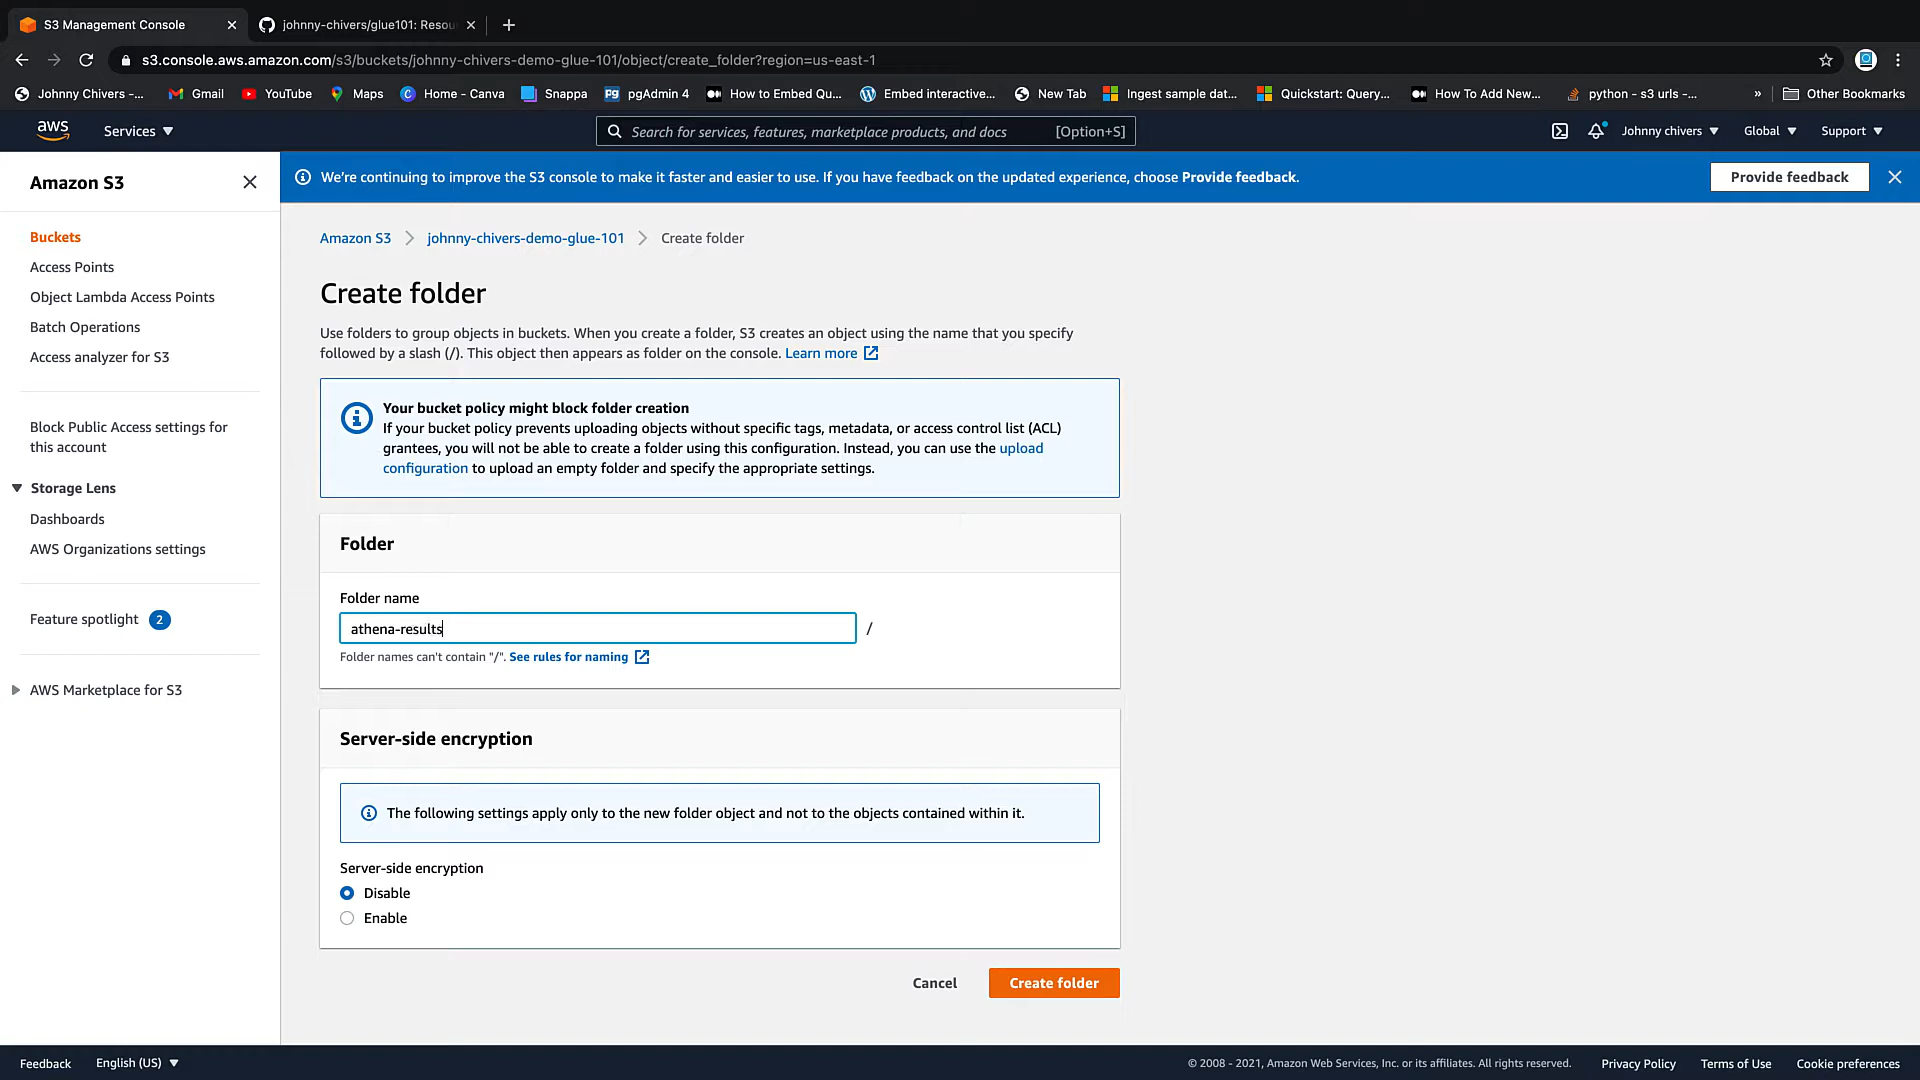 S3 Management Console
johnny-chivers/glue101: Resou
s3.console.aws.amazon.com/s3/buckets/johnny-chivers-demo-glue-101/object/create_folder?region=us-east-1
Johnny Chivers -...
Gmail
YouTube
Maps
Home - Canva
Snappa
pgAdmin 4
How to Embed Qu...
Embed interactive...
New Tab
Ingest sample dat...
Quickstart: Query...
How To Add New...
python - s3 urls -...
»
Other Bookmarks
aws
Services
Search for services, features, marketplace products, and docs
[Option+S]
Johnny chivers
Global
Support
Amazon S3
We're continuing to improve the S3 console to make it faster and easier to use. If you have feedback on the updated experience, choose Provide feedback.
Provide feedback
Buckets
Access Points
Object Lambda Access Points
Batch Operations
Access analyzer for S3
Block Public Access settings for
this account
Storage Lens
Dashboards
AWS Organizations settings
Feature spotlight 2
AWS Marketplace for S3
Amazon S3
johnny-chivers-demo-glue-101
Create folder
Create folder
Use folders to group objects in buckets. When you create a folder, S3 creates an object using the name that you specify
followed by a slash (/). This object then appears as folder on the console. Learn more
Your bucket policy might block folder creation
If your bucket policy prevents uploading objects without specific tags, metadata, or access control list (ACL)
grantees, you will not be able to create a folder using this configuration. Instead, you can use the upload
configuration to upload an empty folder and specify the appropriate settings.
Folder
Folder name
athena-results
/
Folder names can't contain "/". See rules for naming
Server-side encryption
The following settings apply only to the new folder object and not to the objects contained within it.
Server-side encryption
Disable
Enable
Cancel
Create folder
Feedback
English (US)
© 2008 - 2021, Amazon Web Services, Inc. or its affiliates. All rights reserved.
Privacy Policy
Terms of Use
Cookie preferences